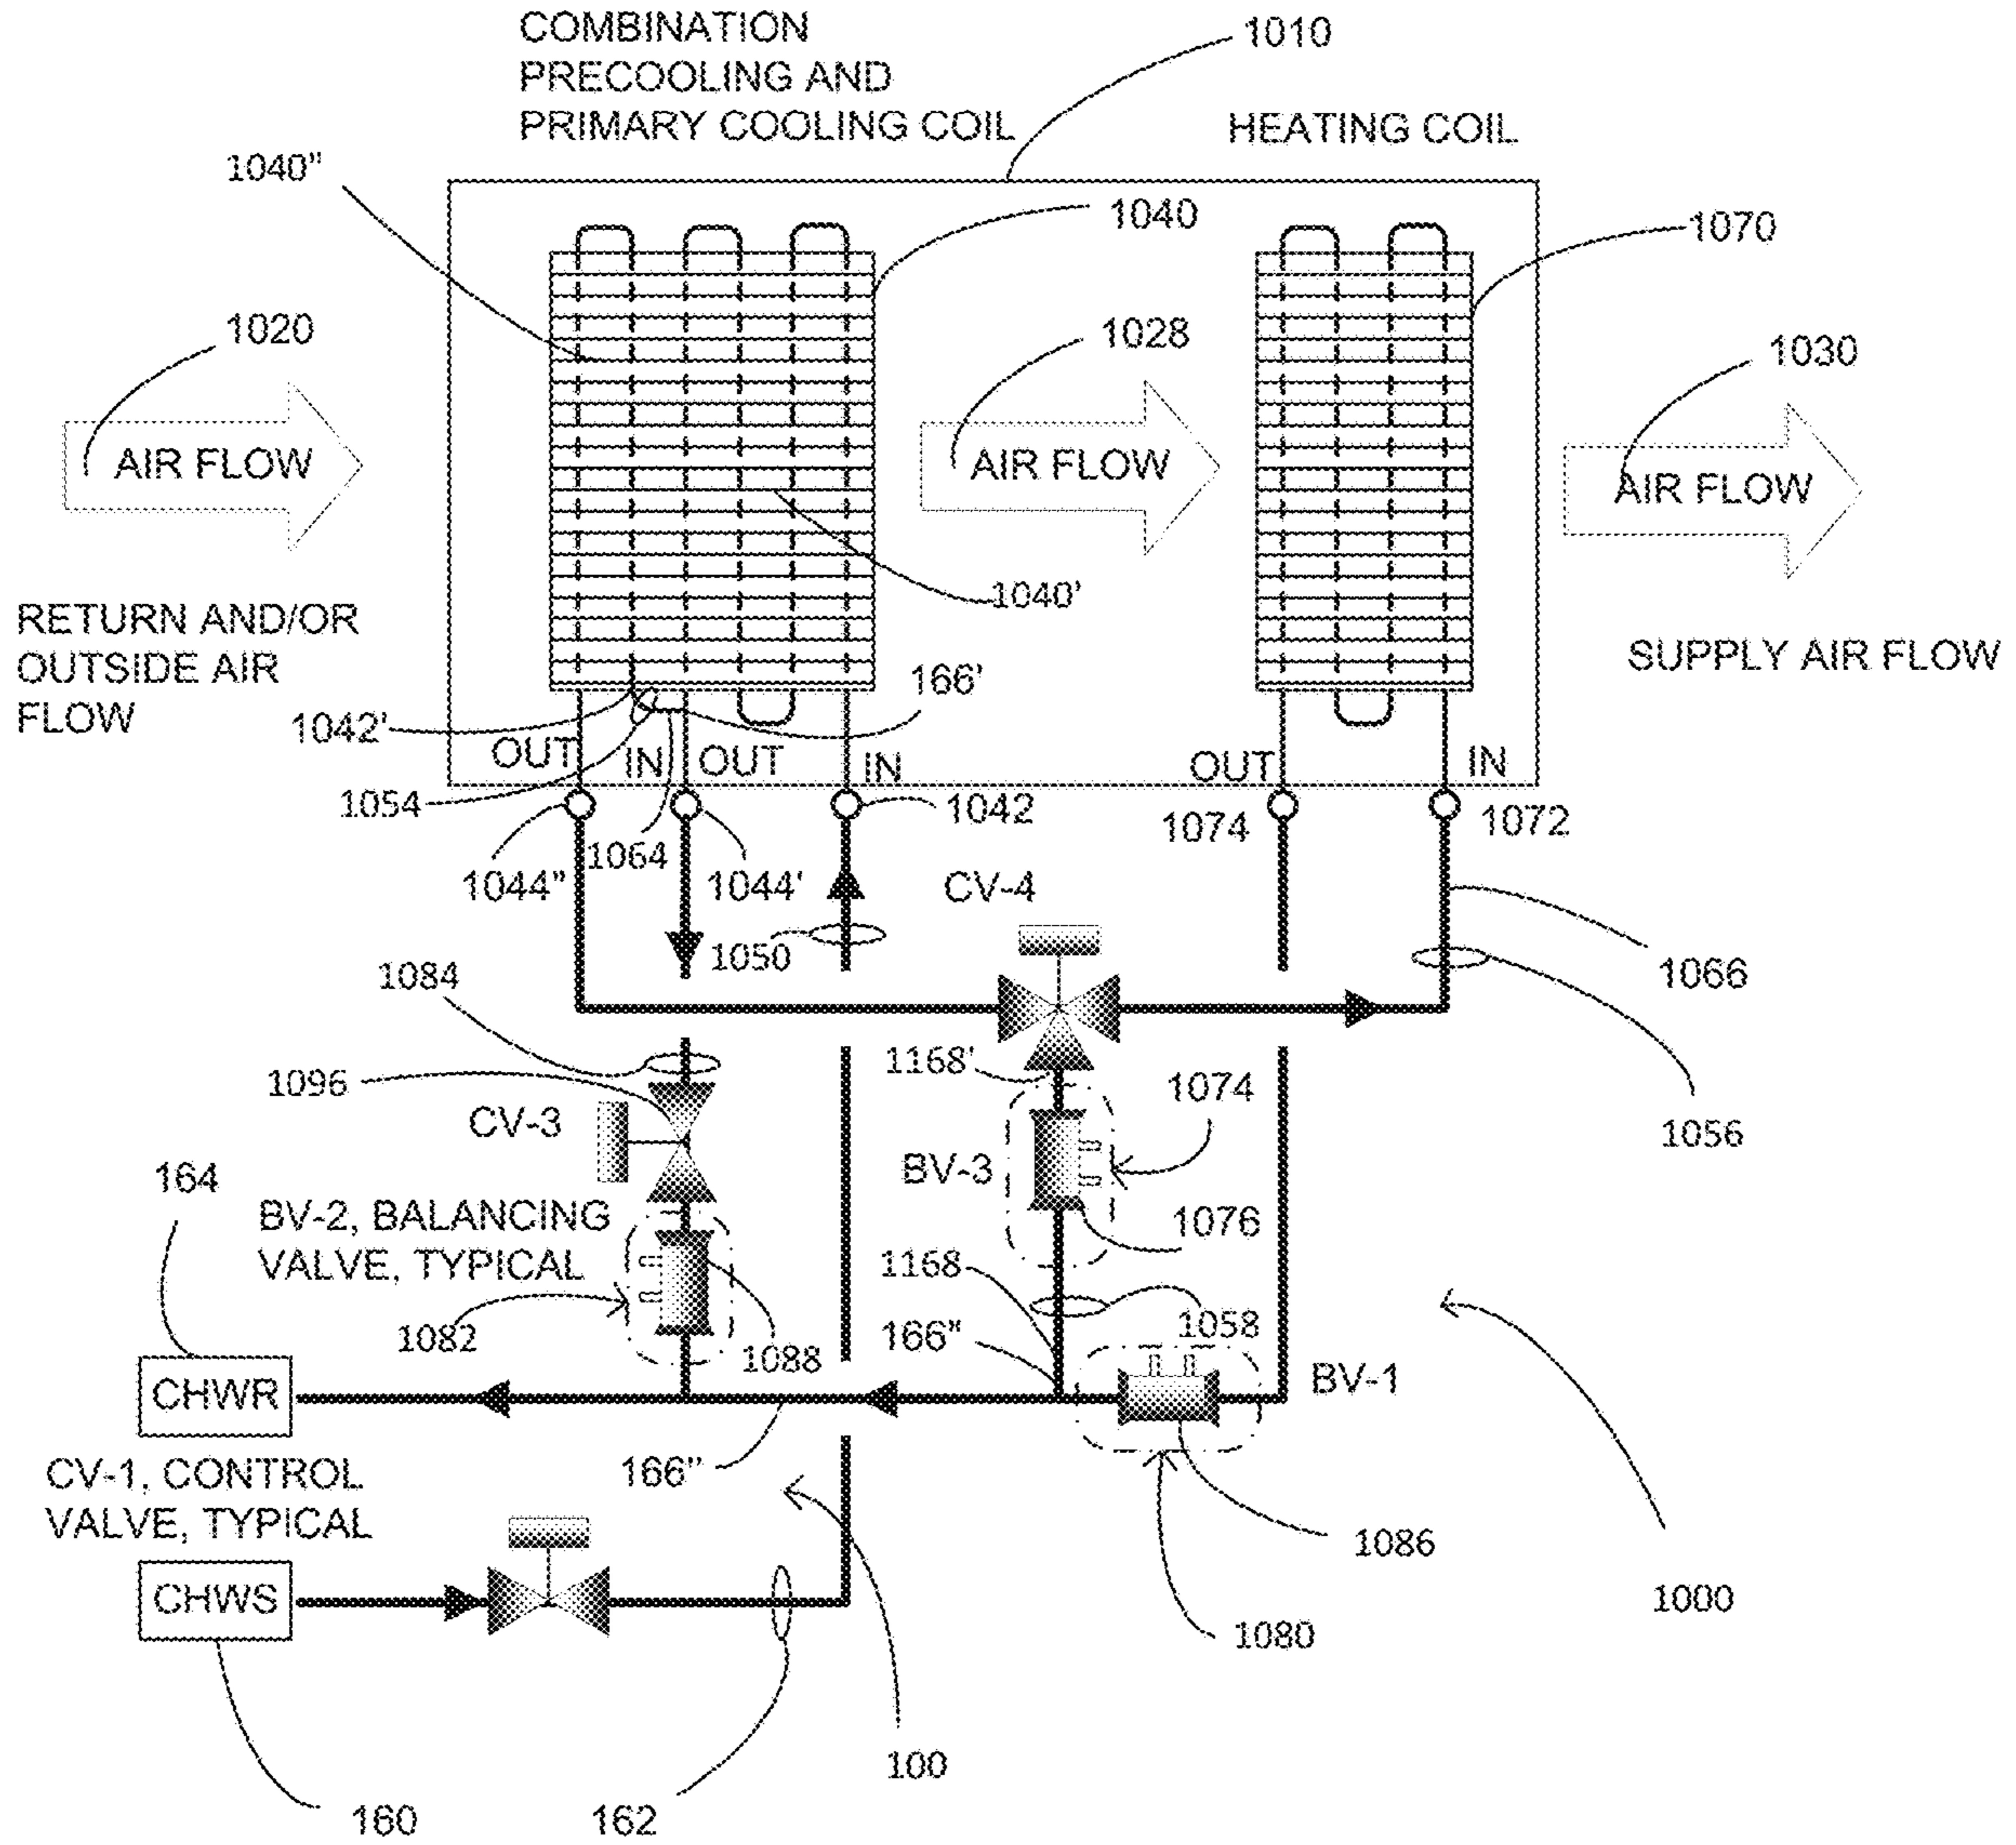 COMBINATION
PRECOOLING AND
PRIMARY COOLING COIL
1010
HEATING COIL
1040"
1040
1070
1020
1028
1030
AIR FLOW
AIR FLOW
AIR FLOW
1040'
RETURN AND/OR
OUTSIDE AIR
FLOW
SUPPLY AIR FLOW
166'
1042'
OUT
IN
OUT
IN
OUT
IN
1054
1064
1042
1074
1072
1044"
1044'
CV-4
1050
1066
1084
1096
1168'
1074
1056
CV-3
BV-3
164
BV-2, BALANCING
VALVE, TYPICAL
1076
1168
1082
1088
166"
1058
CHWR
BV-1
166"
CV-1, CONTROL
VALVE, TYPICAL
1086
CHWS
1080
1000
100
160
162